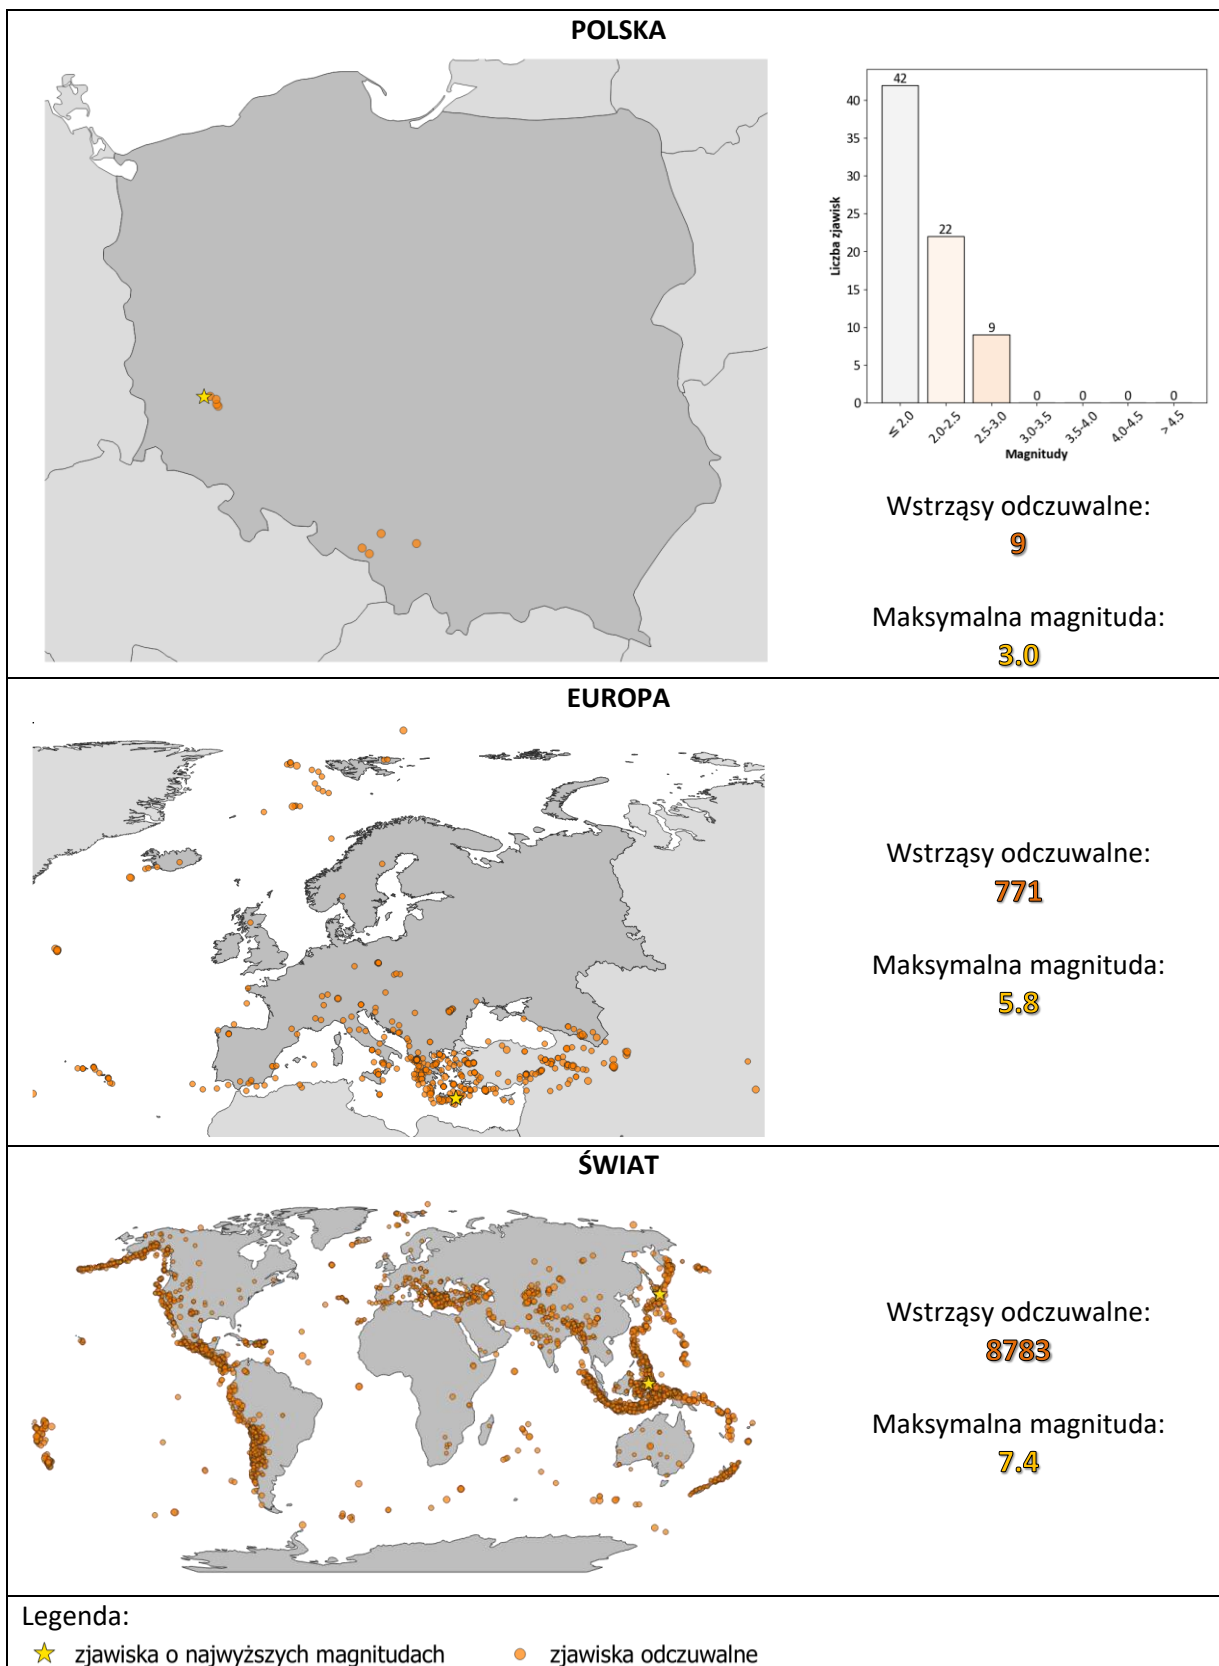 POLSKA
42
40
35
30
25
22
20
15
10
9
5
0
0
0
0
0
Liczba zjawisk
≤ 2.0
2.0-2.5
2.5-3.0
3.0-3.5
3.5-4.0
4.0-4.5
> 4.5
Magnitudy
Wstrząsy odczuwalne:
9
Maksymalna magnituda:
3.0
EUROPA
Wstrząsy odczuwalne:
771
Maksymalna magnituda:
5.8
ŚWIAT
Wstrząsy odczuwalne:
8783
Maksymalna magnituda:
7.4
Legenda:
zjawiska o najwyższych magnitudach
zjawiska odczuwalne